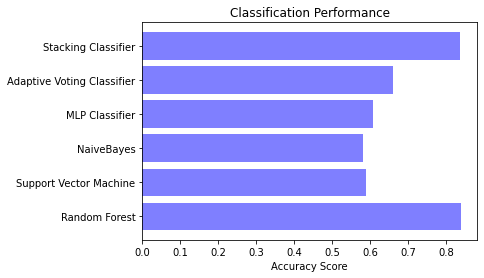 Classification Performance
Stacking Classifier
Adaptive Voting Classifier
MLP Classifier
NaiveBayes
Support Vector Machine
Random Forest
0.0 0.1 0.2 0.3 0.4 0.5 0.6 0.7 0.8
Accuracy Score